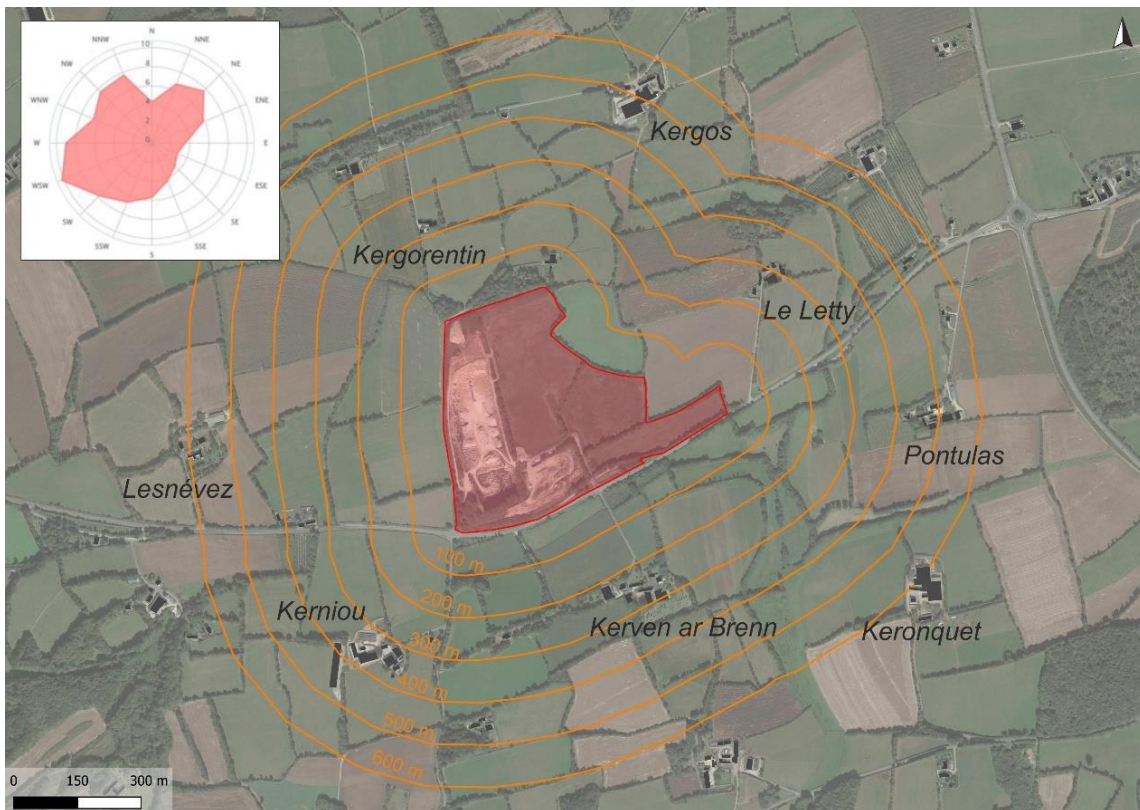 N
NNW
NNE
NW
NE
WNW
ENE
W
E
WSW
ESE
SW
SE
SSW
SSE
S
10
8
6
4
2
0
Kergos
Kergorentin
Le Letty
Pontulas
Lesnévez
100 m
200 m
Kerniou
Kerven ar Brenn
Keronquet
300 m
400 m
500 m
600 m
0 150 300 m